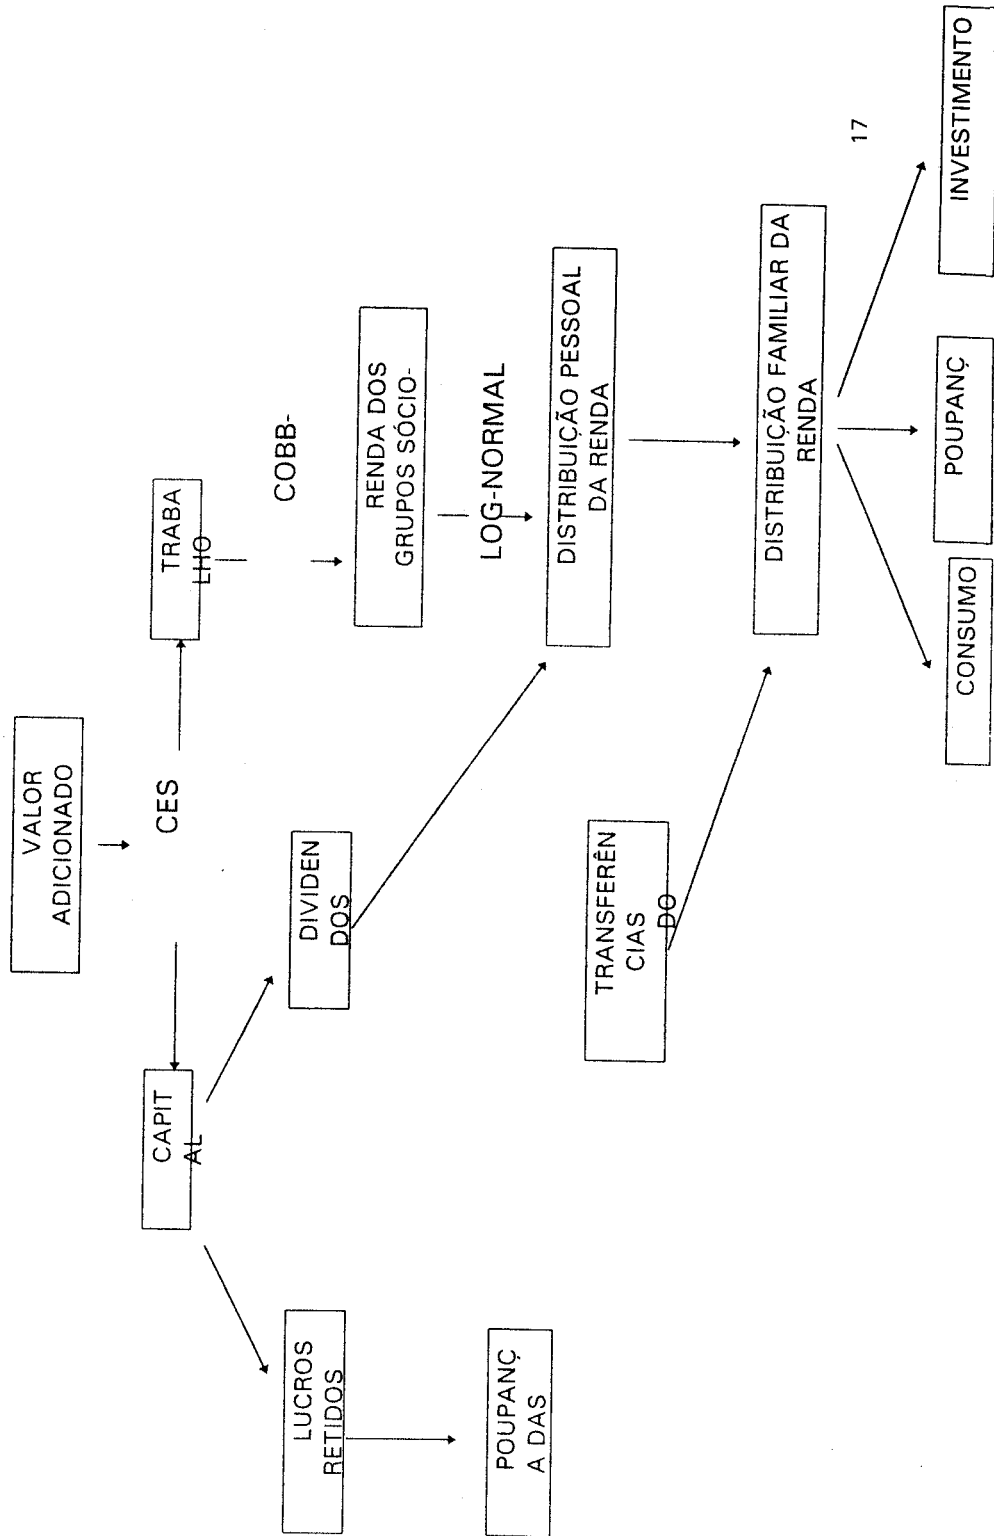 VALOR
ADICIONADO
CES
CAPIT
AL
TRABA
LHO
COBB-
LUCROS
RETIDOS
DIVIDEN
DOS
RENDA DOS
GRUPOS SÓCIO-
LOG-NORMAL
POUPANÇ
A DAS
DISTRIBUIÇÃO PESSOAL
DA RENDA
TRANSFERÊN
CIAS
DO
DISTRIBUIÇÃO FAMILIAR DA
RENDA
17
CONSUMO
POUPANÇ
INVESTIMENTO